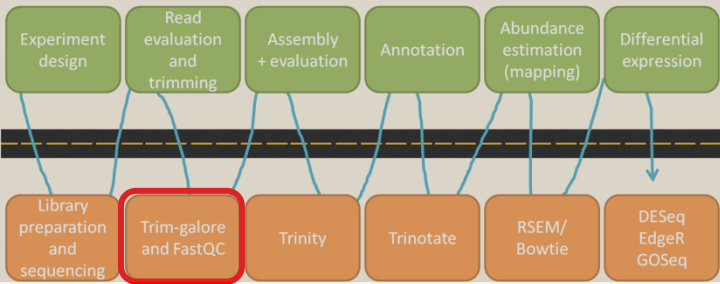 Experiment
design
Read
evaluation
and
trimming
Assembly
+ evaluation
Annotation
Abundance
estimation
(mapping)
Differential
expression
Library
preparation
and
sequencing
Trim-galore
and FastQC
Trinity
Trinotate
RSEM/
Bowtie
DESeq
EdgeR
GOSeq